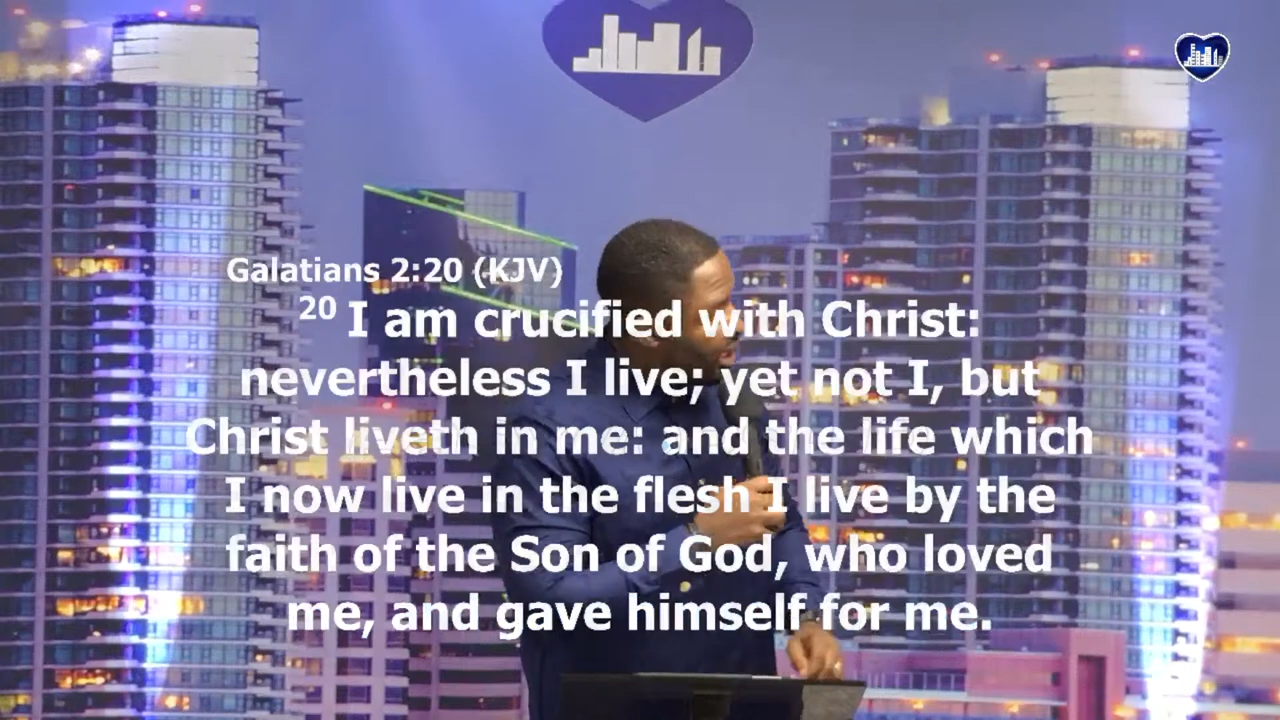 Galatians 2:20 (KJV)
20 I am crucified with Christ:
nevertheless I live; yet not I, but
Christ liveth in me: and the life which
I now live in the flesh I live by the
faith of the Son of God, who loved
me, and gave himself for me.